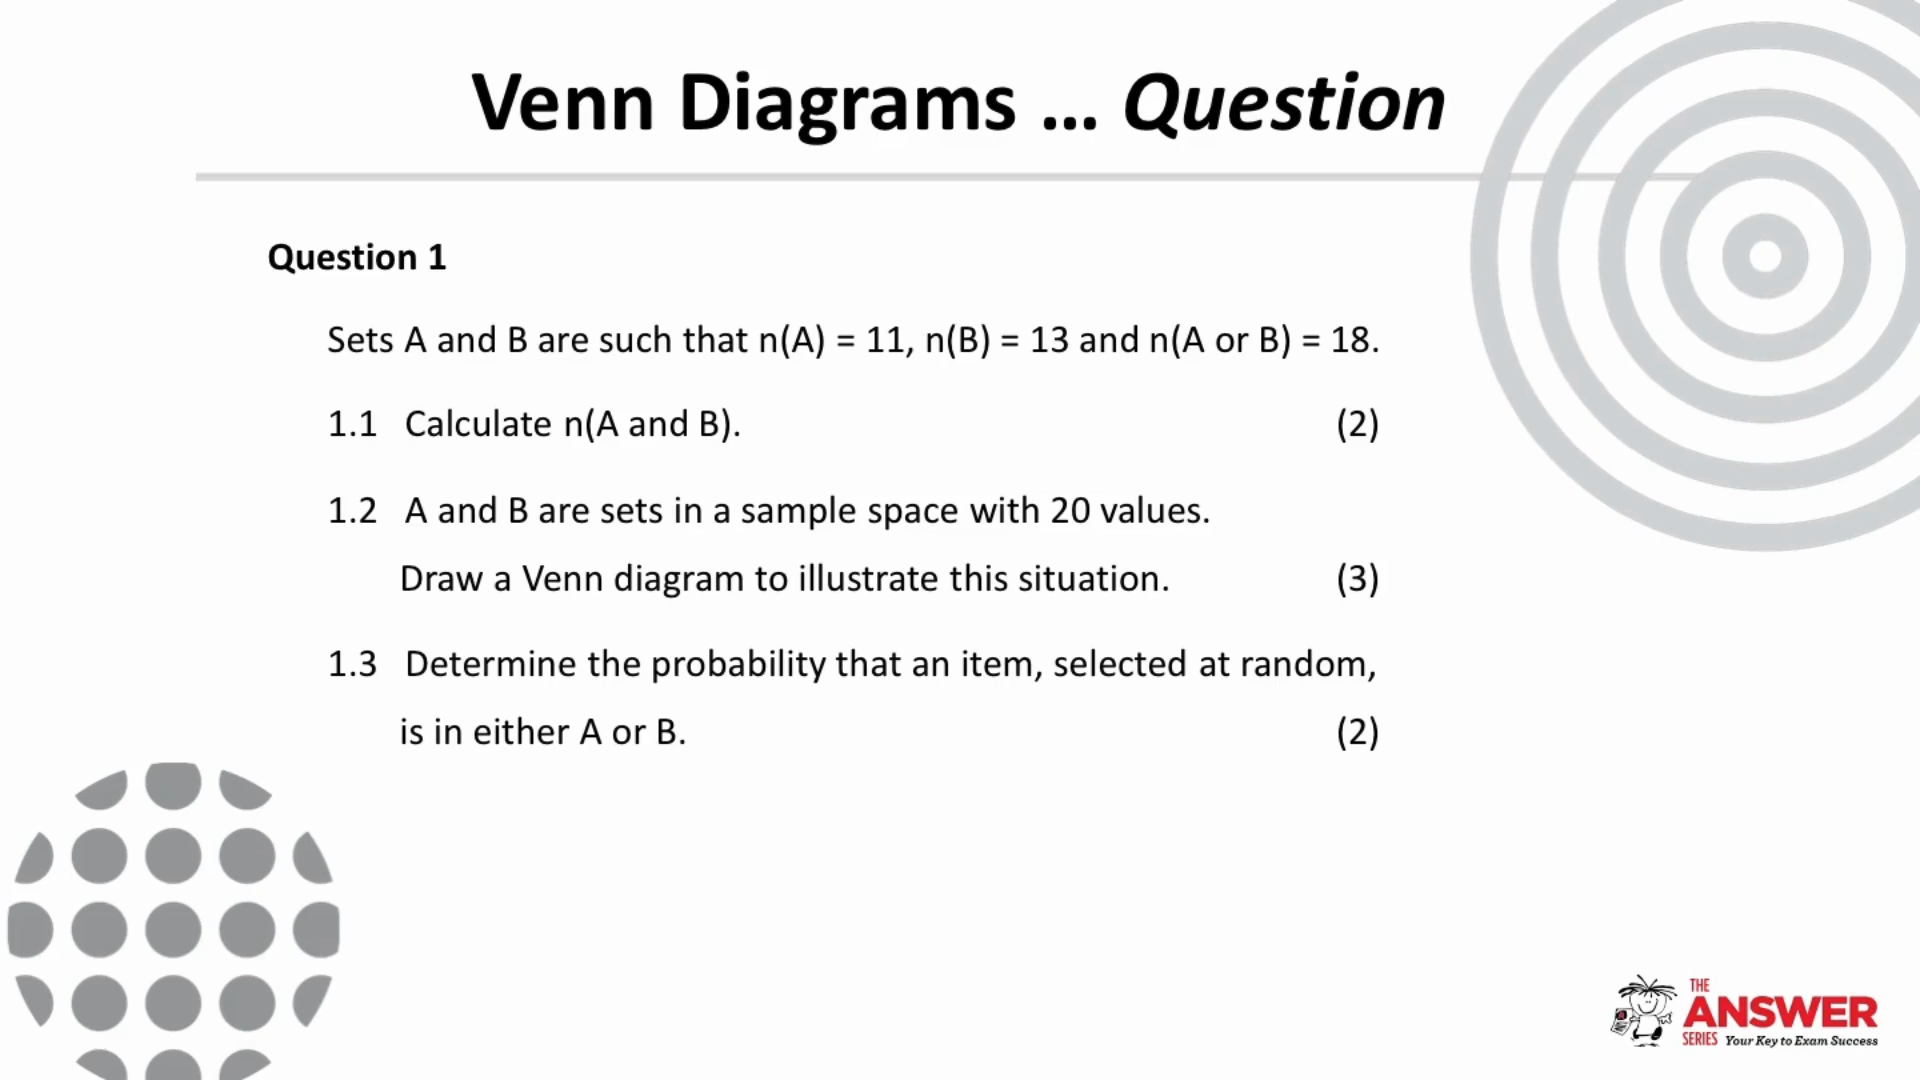 Venn Diagrams ... Question
Question 1
Sets A and B are such that n(A) = 11, n(B) = 13 and n(A or B) = 18.
1.1 Calculate n(A and B). (2)
1.2 A and B are sets in a sample space with 20 values.
Draw a Venn diagram to illustrate this situation. (3)
1.3 Determine the probability that an item, selected at random,
is in either A or B. (2)
THE
ANSWER
SERIES Your Key to Exam Success